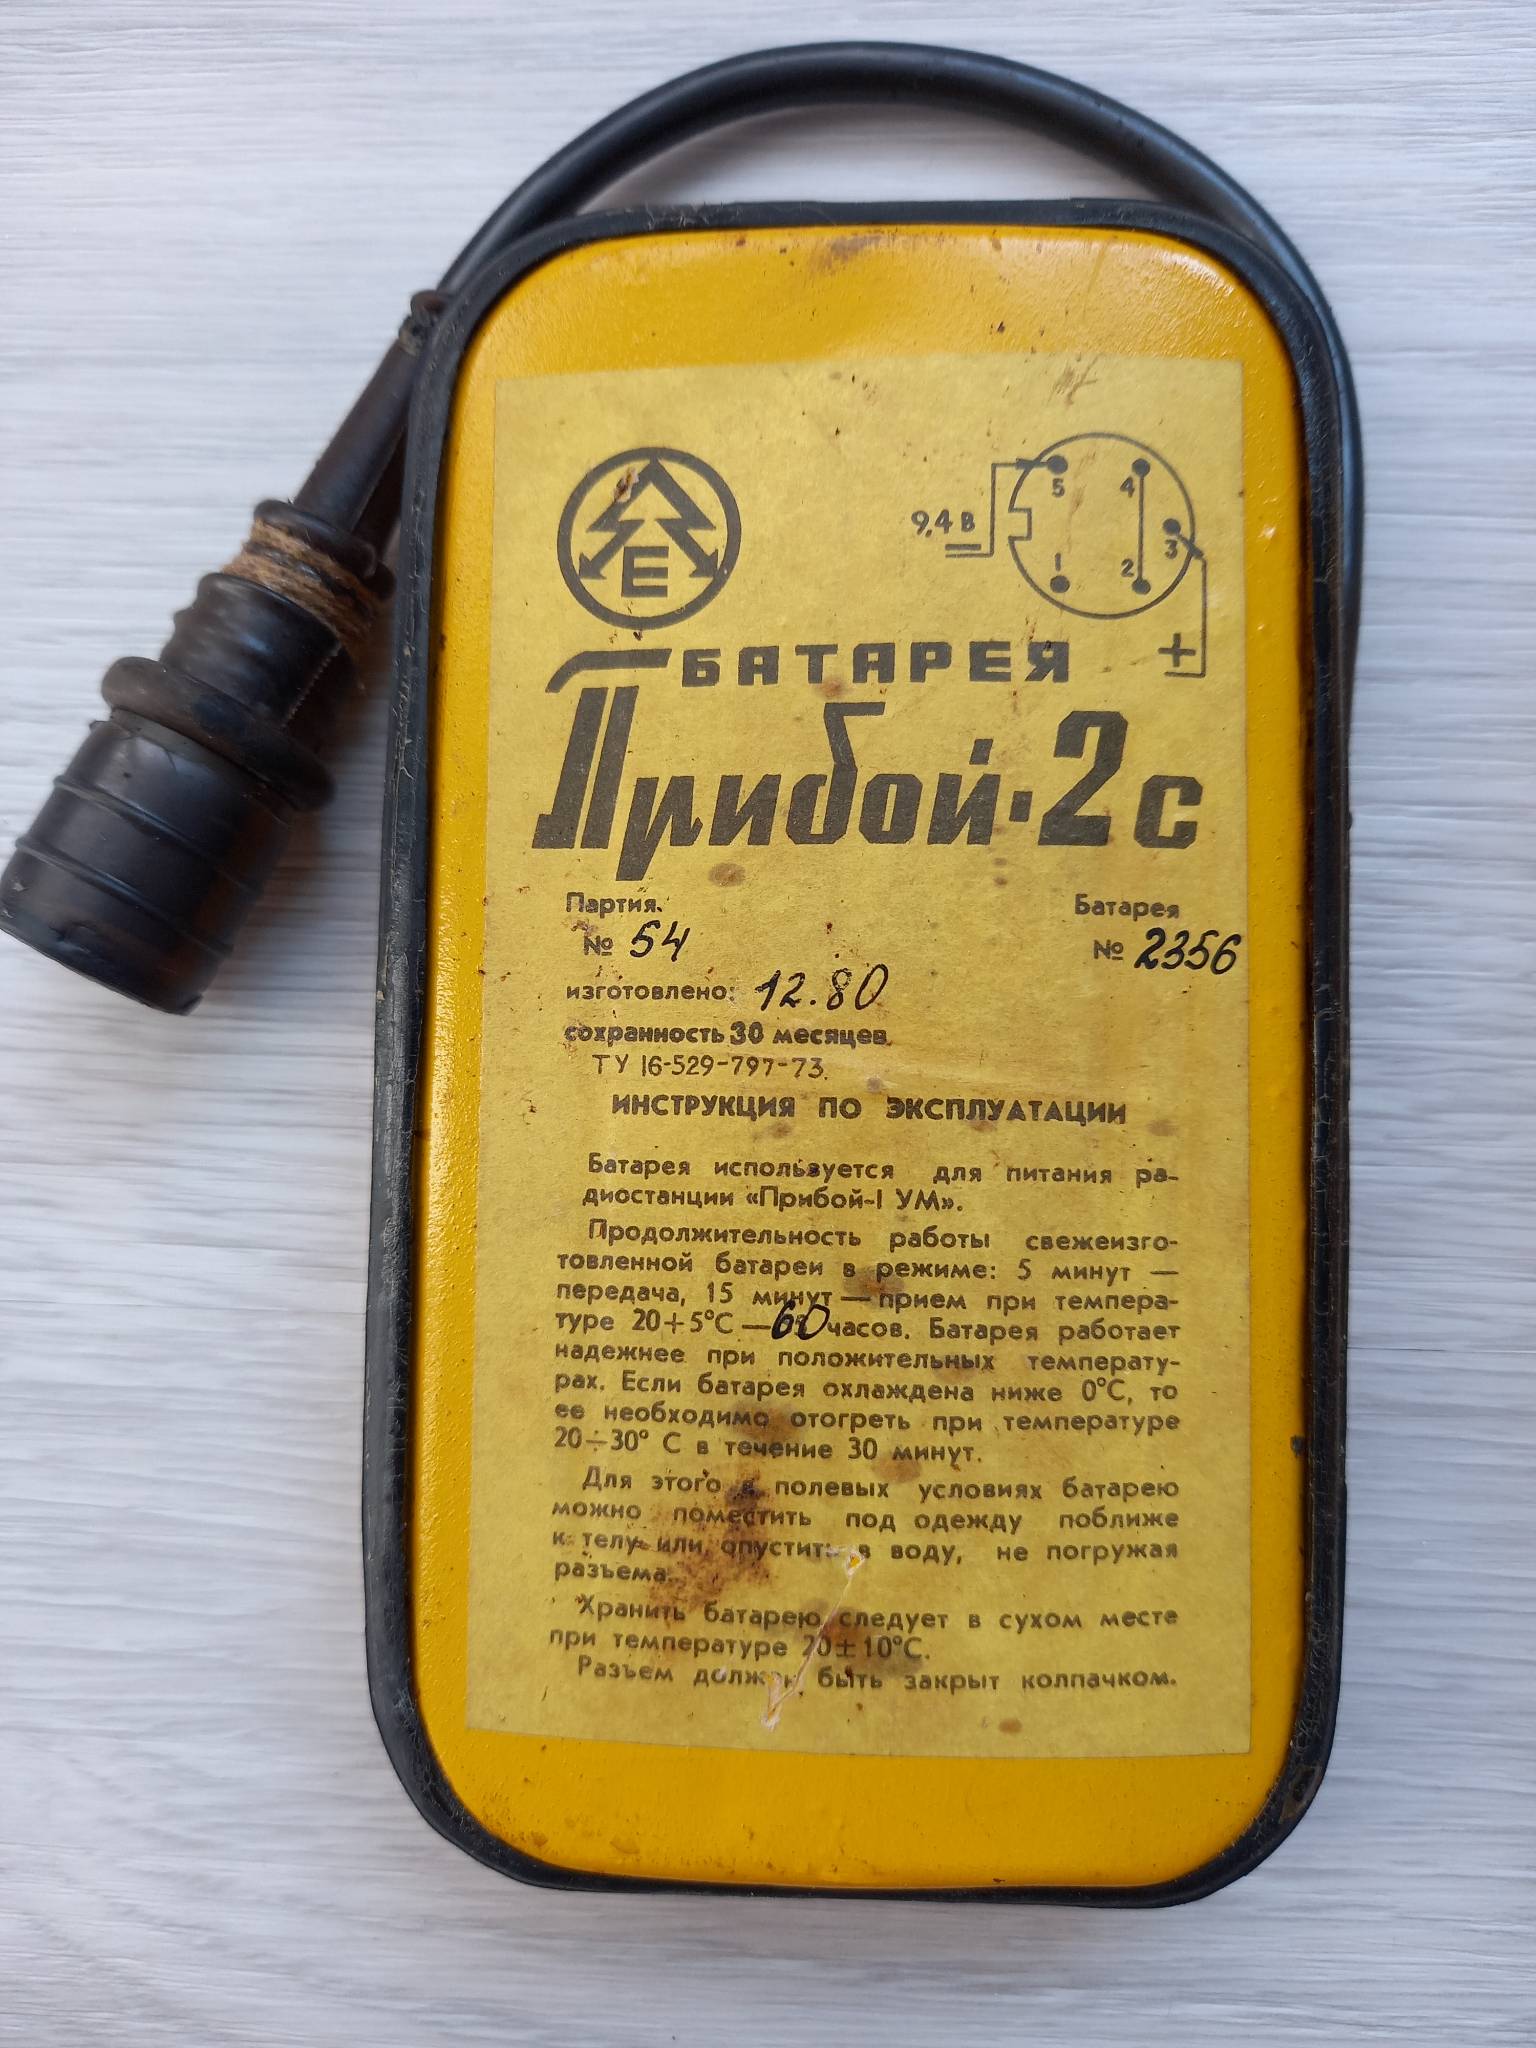 Е
5
4
9,4 В
3
1
2
—
+
БАТАРЕЯ
Прибой-2с
Партия.
Батарея
№ 54
№ 2356
изготовлено: 12.80
сохранность 30 месяцев
ТУ 16-529-797-73.
ИНСТРУКЦИЯ ПО ЭКСПЛУАТАЦИИ
Батарея используется для питания ра-
диостанции «Прибой-I УМ».
Продолжительность работы свежеизго-
товленной батареи в режиме: 5 минут —
передача, 15 минут — прием при темпера-
туре 20+5°С — 60 часов. Батарея работает
надежнее при положительных температу-
рах. Если батарея охлаждена ниже 0°С, то
ее необходимо отогреть при температуре
20÷30° С в течение 30 минут.
Для этого в полевых условиях батарею
можно поместить под одежду поближе
к телу или опустить в воду, не погружая
разъема.
Хранить батарею следует в сухом месте
при температуре 20±10°С.
Разъем должен быть закрыт колпачком.